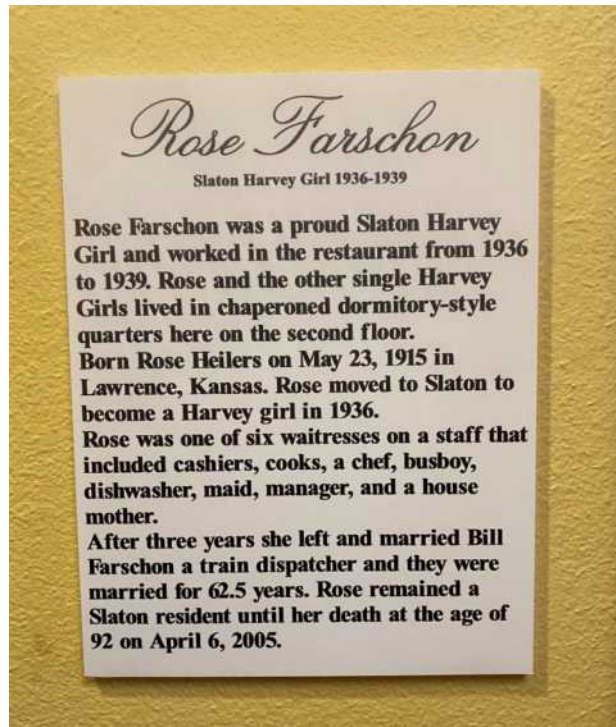 Rose Farschon
Slaton Harvey Girl 1936-1939
Rose Farschon was a proud Slaton Harvey
Girl and worked in the restaurant from 1936
to 1939. Rose and the other single Harvey
Girls lived in chaperoned dormitory-style
quarters here on the second floor.
Born Rose Heilers on May 23, 1915 in
Lawrence, Kansas. Rose moved to Slaton to
become a Harvey girl in 1936.
Rose was one of six waitresses on a staff that
included cashiers, cooks, a chef, busboy,
dishwasher, maid, manager, and a house
mother.
After three years she left and married Bill
Farschon a train dispatcher and they were
married for 62.5 years. Rose remained a
Slaton resident until her death at the age of
92 on April 6, 2005.